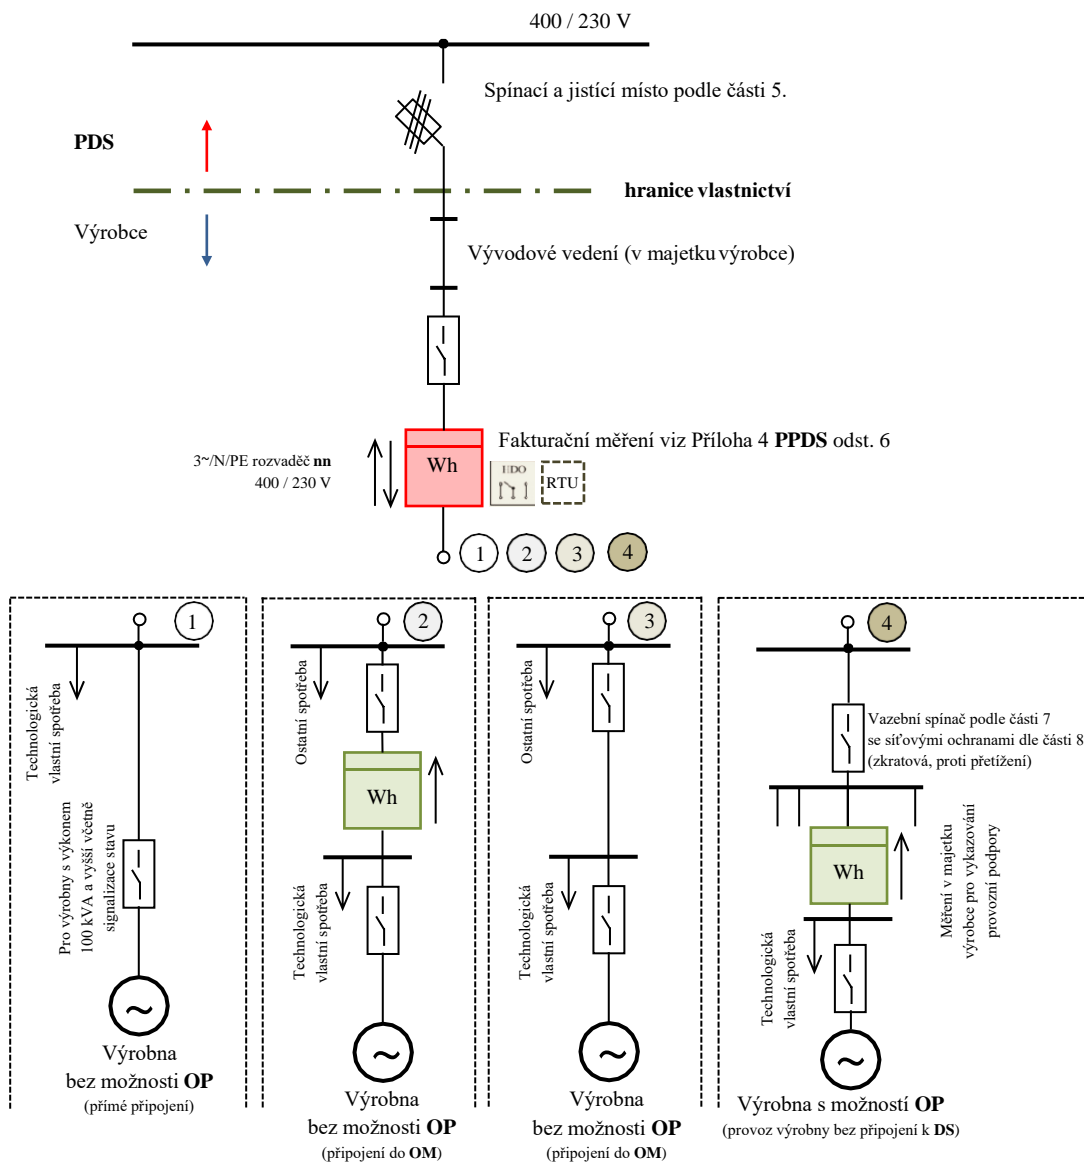 400 / 230 V
Spínací a jistící místo podle části 5.
PDS
hranice vlastnictví
Výrobce
Vývodové vedení (v majetku výrobce)
Fakturační měření viz Příloha 4 PPDS odst. 6
3~/N/PE rozvaděč nn
400 / 230 V
Wh
HDO
RTU
1
2
3
4
1
Technologická
vlastní spotřeba
Pro výrobny s výkonem
100 kVA a vyšší včetně
signalizace stavu
~
Výrobna
bez možnosti OP
(přímé připojení)
2
Ostatní spotřeba
Wh
Technologická
vlastní spotřeba
~
Výrobna
bez možnosti OP
(připojení do OM)
3
Ostatní spotřeba
Technologická
vlastní spotřeba
~
Výrobna
bez možnosti OP
(připojení do OM)
4
Vazební spínač podle části 7
se síťovými ochranami dle části 8
(zkratová, proti přetížení)
Wh
Měření v majetku
výrobce pro vykazování
provozní podpory
Technologická
vlastní spotřeba
~
Výrobna s možností OP
(provoz výrobny bez připojení k DS)